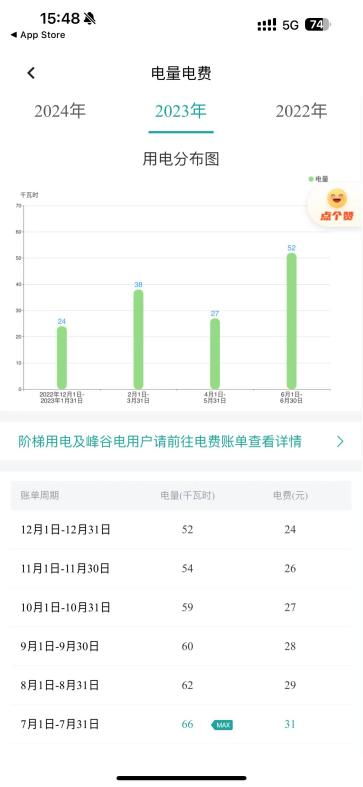 15:48
5G 74
App Store
电量电费
2024年 2023年 2022年
用电分布图
电量
千瓦时
点个赞
70
60
50
40
30
20
10
0
24
38
27
52
2022年12月1日-
2023年1月31日
2月1日-
3月31日
4月1日-
5月31日
6月1日-
6月30日
阶梯用电及峰谷电用户请前往电费账单查看详情
账单周期 电量(千瓦时) 电费(元)
12月1日-12月31日 52 24
11月1日-11月30日 54 26
10月1日-10月31日 59 27
9月1日-9月30日 60 28
8月1日-8月31日 62 29
7月1日-7月31日 66 MAX 31